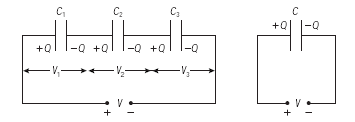 C₁ C₂ C₃ C
+Q −Q +Q −Q +Q −Q +Q −Q
V₁ V₂ V₃
V V
+ − + −